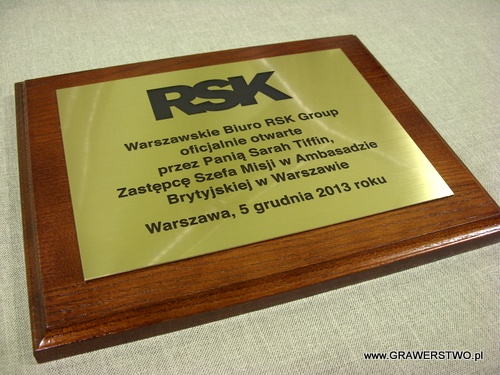 RSK
Warszawskie Biuro RSK Group
oficjalnie otwarte
przez Panią Sarah Tiffin,
Zastępcę Szefa Misji w Ambasadzie
Brytyjskiej w Warszawie
Warszawa, 5 grudnia 2013 roku
www.GRAWERSTWO.pl